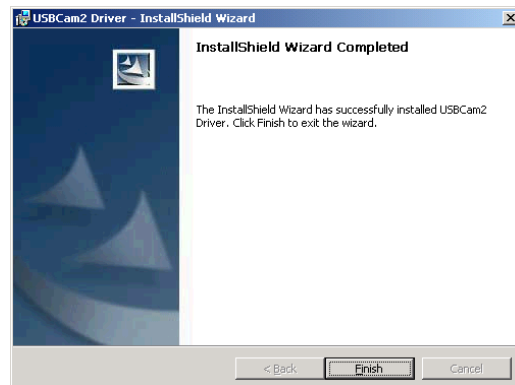 USBCam2 Driver - InstallShield Wizard
InstallShield Wizard Completed
The InstallShield Wizard has successfully installed USBCam2
Driver. Click Finish to exit the wizard.
< Back
Finish
Cancel